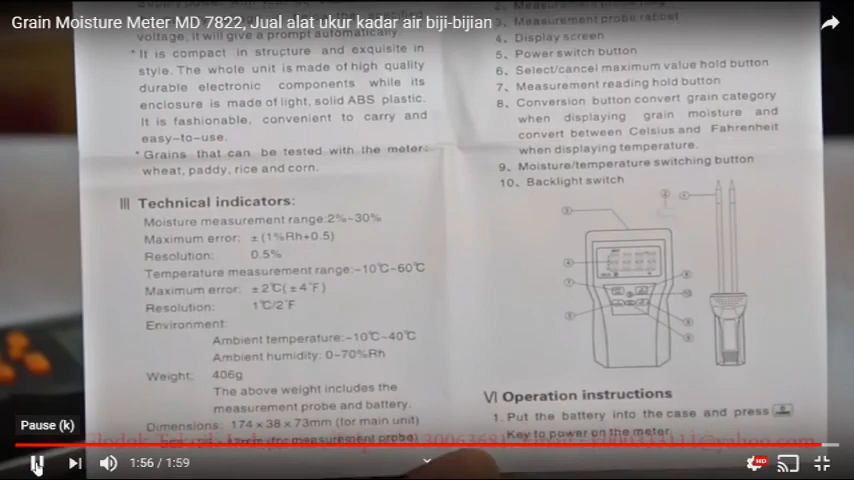 Grain Moisture Meter MD 7822, Jual alat ukur kadar air biji-bijian
voltage, it will give a prompt automatically.
* It is compact in structure and exquisite in
style. The whole unit is made of high quality
durable electronic components while its
enclosure is made of light, solid ABS plastic.
It is fashionable, convenient to carry and
easy-to-use.
* Grains that can be tested with the meter:
wheat, paddy, rice and corn.
Ⅲ Technical indicators:
Moisture measurement range:2%~30%
Maximum error: ±(1%Rh+0.5)
Resolution: 0.5%
Temperature measurement range:-10℃~60℃
Maximum error: ±2℃(±4℉)
Resolution: 1℃/2℉
Environment:
Ambient temperature:-10℃~40℃
Ambient humidity: 0~70%Rh
Weight: 406g
The above weight includes the
measurement probe and battery.
Dimensions: 174×38×73mm (for main unit)
(for measurement probe)
3、Measurement probe rabbet
4、Display screen
5、Power switch button
6、Select/cancel maximum value hold button
7、Measurement reading hold button
8、Conversion button convert grain category
when displaying grain moisture and
convert between Celsius and Fahrenheit
when displaying temperature.
9、Moisture/temperature switching button
10、Backlight switch
Ⅵ Operation instructions
1. Put the battery into the case and press
Key to power on the meter.
Pause (k)
1:56 / 1:59
HD